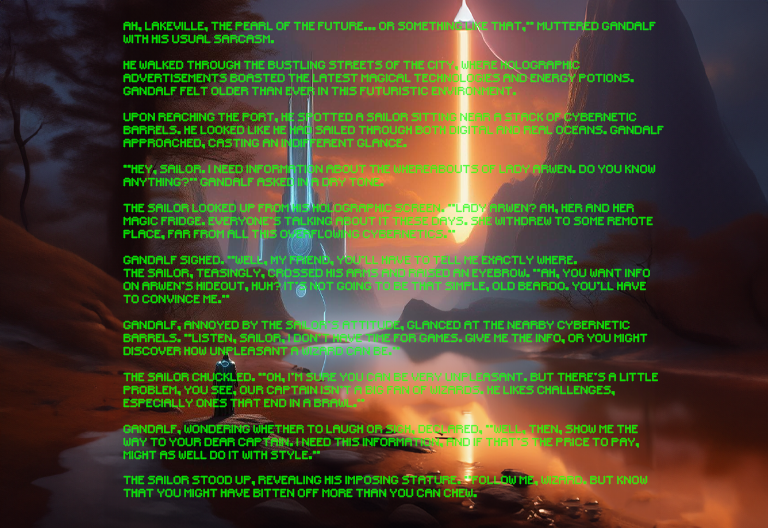 AH, LAKEVILLE, THE PEARL OF THE FUTURE... OR SOMETHING LIKE THAT,"" MUTTERED GANDALF
WITH HIS USUAL SARCASM.
HE WALKED THROUGH THE BUSTLING STREETS OF THE CITY, WHERE HOLOGRAPHIC
ADVERTISEMENTS BOASTED THE LATEST MAGICAL TECHNOLOGIES AND ENERGY POTIONS.
GANDALF FELT OLDER THAN EVER IN THIS FUTURISTIC ENVIRONMENT.
UPON REACHING THE PORT, HE SPOTTED A SAILOR SITTING NEAR A STACK OF CYBERNETIC
BARRELS. HE LOOKED LIKE HE HAD SAILED THROUGH BOTH DIGITAL AND REAL OCEANS. GANDALF
APPROACHED, CASTING AN INDIFFERENT GLANCE.
""HEY, SAILOR. I NEED INFORMATION ABOUT THE WHEREABOUTS OF LADY ARWEN. DO YOU KNOW
ANYTHING?"" GANDALF ASKED IN A DRY TONE.
THE SAILOR LOOKED UP FROM HIS HOLOGRAPHIC SCREEN. ""LADY ARWEN? AH, HER AND HER
MAGIC FRIDGE. EVERYONE'S TALKING ABOUT IT THESE DAYS. SHE WITHDREW TO SOME REMOTE
PLACE, FAR FROM ALL THIS OVERFLOWING CYBERNETICS.""
GANDALF SIGHED. ""WELL, MY FRIEND, YOU'LL HAVE TO TELL ME EXACTLY WHERE.
THE SAILOR, TEASINGLY, CROSSED HIS ARMS AND RAISED AN EYEBROW. ""AH, YOU WANT INFO
ON ARWEN'S HIDEOUT, HUH? IT'S NOT GOING TO BE THAT SIMPLE, OLD BEARDO. YOU'LL HAVE
TO CONVINCE ME.""
GANDALF, ANNOYED BY THE SAILOR'S ATTITUDE, GLANCED AT THE NEARBY CYBERNETIC
BARRELS. ""LISTEN, SAILOR, I DON'T HAVE TIME FOR GAMES. GIVE ME THE INFO, OR YOU MIGHT
DISCOVER HOW UNPLEASANT A WIZARD CAN BE.""
THE SAILOR CHUCKLED. ""OH, I'M SURE YOU CAN BE VERY UNPLEASANT. BUT THERE'S A LITTLE
PROBLEM, YOU SEE, OUR CAPTAIN ISN'T A BIG FAN OF WIZARDS. HE LIKES CHALLENGES,
ESPECIALLY ONES THAT END IN A BRAWL.""
GANDALF, WONDERING WHETHER TO LAUGH OR SIGH, DECLARED, ""WELL, THEN, SHOW ME THE
WAY TO YOUR DEAR CAPTAIN. I NEED THIS INFORMATION, AND IF THAT'S THE PRICE TO PAY,
MIGHT AS WELL DO IT WITH STYLE.""
THE SAILOR STOOD UP, REVEALING HIS IMPOSING STATURE. ""FOLLOW ME, WIZARD. BUT KNOW
THAT YOU MIGHT HAVE BITTEN OFF MORE THAN YOU CAN CHEW.